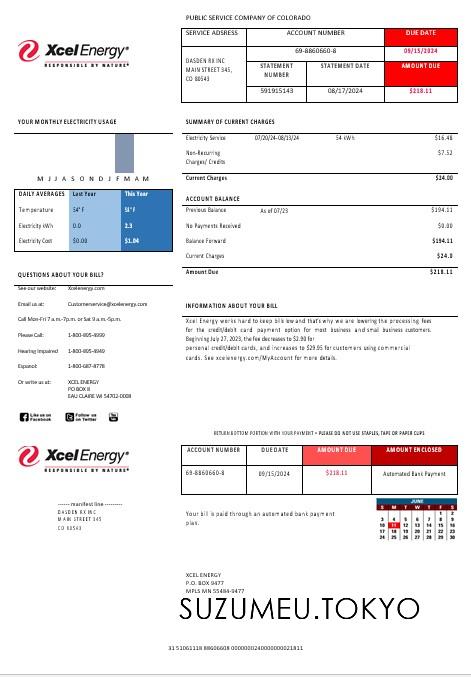 PUBLIC SERVICE COMPANY OF COLORADO
XcelEnergy®
RESPONSIBLE BY NATURE®
SERVICE ADSRESS
ACCOUNT NUMBER
DUE DATE
69-8860660-8
09/15/2024
DASDEN RX INC
MAIN STREET 345,
CO 80543
STATEMENT NUMBER
STATEMENT DATE
AMOUNT DUE
591915143
08/17/2024
$218.11
YOUR MONTHLY ELECTRICITY USAGE
M J J A S O N D J F M A M
DAILY AVERAGES Last Year This Year
Temperature 54° F 51° F
Electricity kWh 0.0 2.3
Electricity Cost $0.00 $1.04
SUMMARY OF CURRENT CHARGES
Electricity Service 07/20/24-08/13/24 54 kWh $16.48
Non-Recurring Charges/ Credits $7.52
Current Charges $24.00
ACCOUNT BALANCE
Previous Balance As of 07/23 $194.11
No Payments Received $0.00
Balance Forward $194.11
Current Charges $24.0
Amount Due $218.11
QUESTIONS ABOUT YOUR BILL?
See our website: Xcelenergy.com
Email us at: Customerservice@xcelenergy.com
Call Mon-Fri 7 a.m.-7p.m. or Sat 9 a.m.-5p.m.
Please Call: 1-800-895-4999
Hearing Impaired 1-800-895-4949
Espanol: 1-800-687-8778
Or write us at: XCEL ENERGY
PO BOX 8
EAU CLAIRE WI 54702-0008
Like us on Facebook
Follow us on Twitter
You Tube
INFORMATION ABOUT YOUR BILL
Xcel Energy works hard to keep bills low and that's why we are lowering the processing fees
for the credit/debit card payment option for most business and small business customers.
Beginning July 27, 2023, the fee decreases to $2.90 for
personal credit/debit cards, and increases to $29.95 for customers using commercial
cards. See xcelenergy.com/MyAccount for more details.
RETURN BOTTOM PORTION WITH YOUR PAYMENT • PLEASE DO NOT USE STAPLES, TAPE OR PAPER CLIPS
XcelEnergy®
RESPONSIBLE BY NATURE®
ACCOUNT NUMBER DUE DATE AMOUNT DUE AMOUNT ENCLOSED
69-8860660-8 09/15/2024 $218.11 Automated Bank Payment
------ manifest line ---------
DASDEN RX INC
MAIN STREET 345
CO 80543
Your bill is paid through an automated bank payment
plan.
JUNE
S M T W T F S
1 2
3 4 5 6 7 8 9
10 11 12 13 14 15 16
17 18 19 20 21 22 23
24 25 26 27 28 29 30
XCEL ENERGY
P.O. BOX 9477
MPLS MN 55484-9477
SUZUMEU.TOKYO
31 51061118 88606608 0000000240000000021811